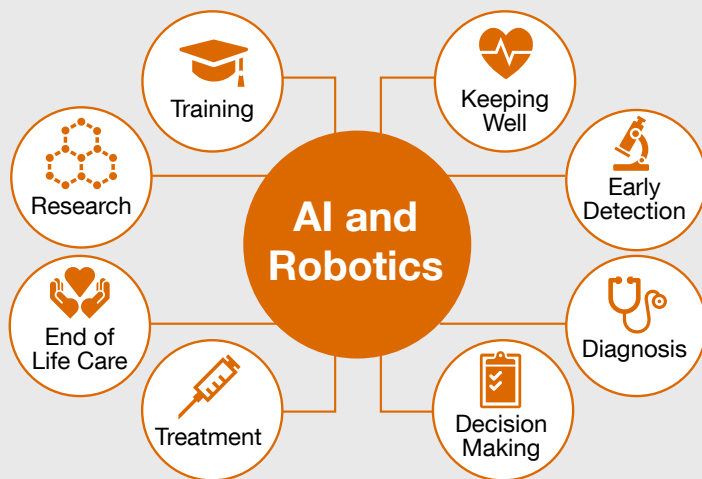 AI and
Robotics
Keeping
Well
Early
Detection
Diagnosis
Decision
Making
Treatment
End of
Life Care
Research
Training